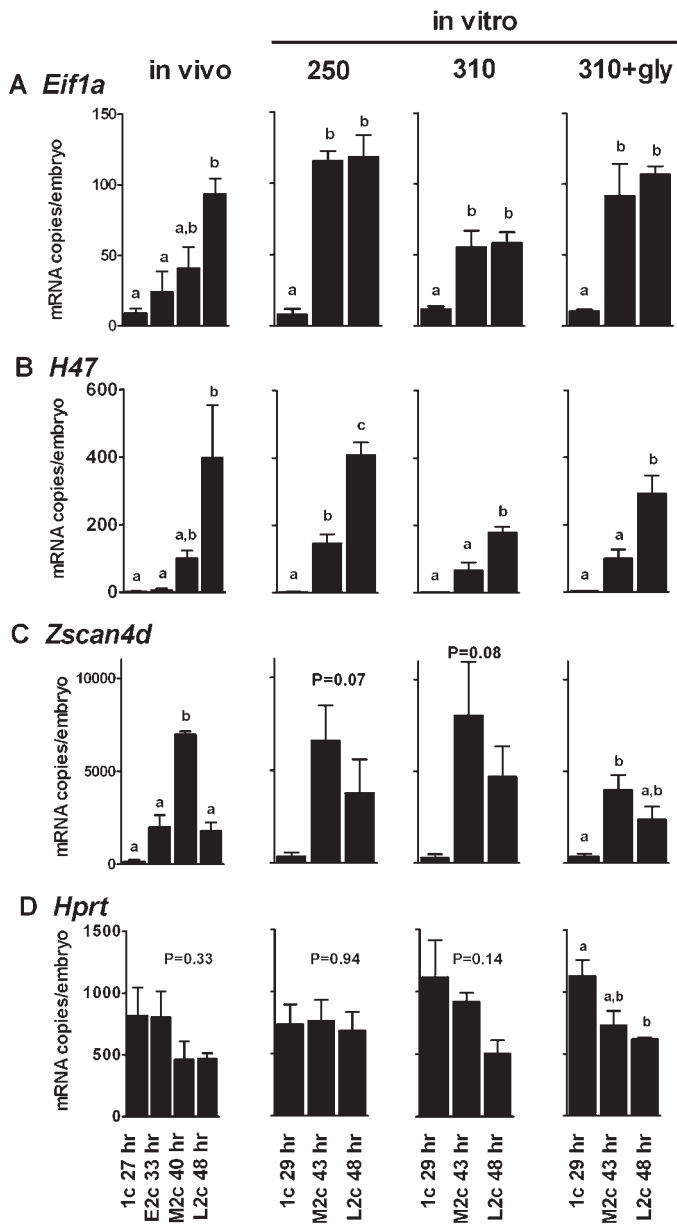 in vitro
in vivo 250 310 310+gly
A Eif1a
mRNA copies/embryo
150
100
50
0
a a a,b b
a b b
a b b
a b b
B H47
mRNA copies/embryo
600
400
200
0
a a a,b b
a b c
a a b
a a b
C Zscan4d
mRNA copies/embryo
10000
5000
0
a a b a
P=0.07
P=0.08
a b a,b
D Hprt
mRNA copies/embryo
1500
1000
500
0
P=0.33
P=0.94
P=0.14
a a,b b
1c 27 hr
E2c 33 hr
M2c 40 hr
L2c 48 hr
1c 29 hr
M2c 43 hr
L2c 48 hr
1c 29 hr
M2c 43 hr
L2c 48 hr
1c 29 hr
M2c 43 hr
L2c 48 hr